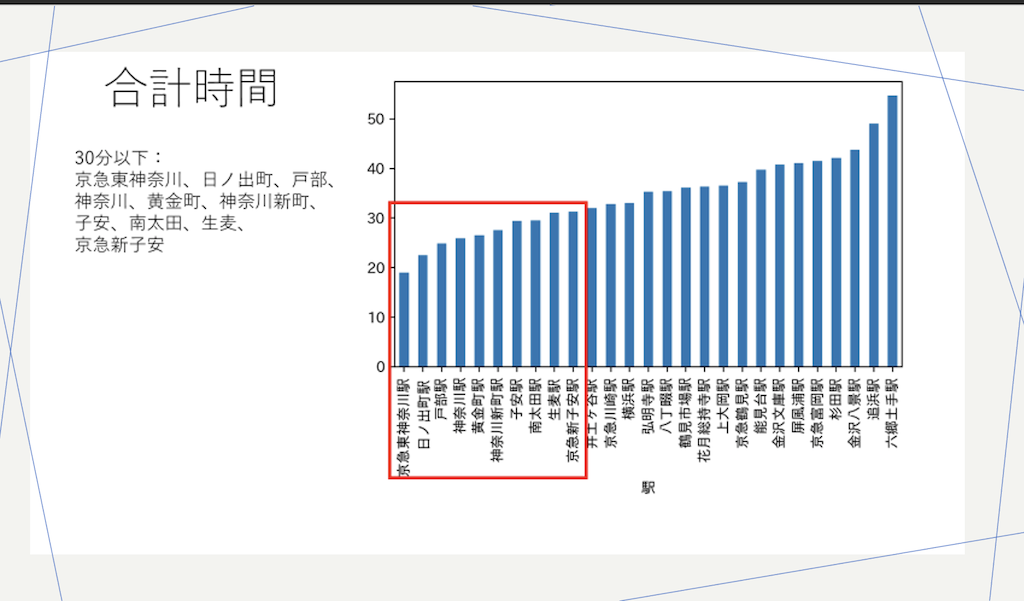 合計時間
30分以下：
京急東神奈川、日ノ出町、戸部、
神奈川、黄金町、神奈川新町、
子安、南太田、生麦、
京急新子安
50
40
30
20
10
0
京急東神奈川駅
日ノ出町駅
戸部駅
神奈川駅
黄金町駅
神奈川新町駅
子安駅
南太田駅
生麦駅
京急新子安駅
井土ヶ谷駅
京急川崎駅
横浜駅
弘明寺駅
八丁畷駅
鶴見市場駅
花月総持寺駅
上大岡駅
京急鶴見駅
能見台駅
金沢文庫駅
屏風浦駅
京急富岡駅
杉田駅
金沢八景駅
追浜駅
六郷土手駅
駅